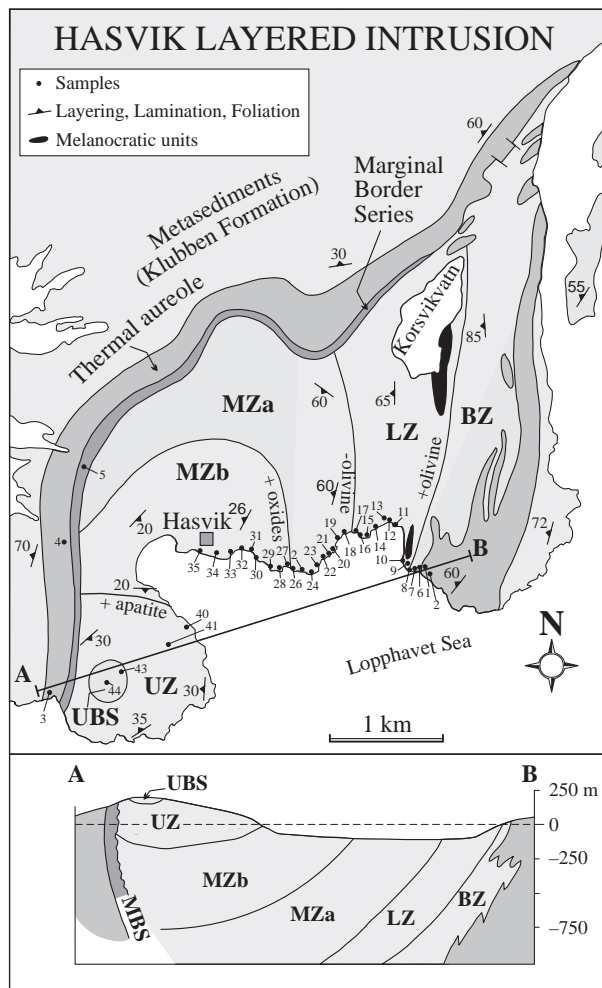 HASVIK LAYERED INTRUSION
Samples
Layering, Lamination, Foliation
Melanocratic units
60
Marginal
Border
Series
Metasediments
(Klubben Formation)
30
Thermal aureole
Korsvikvatn
55
85
MZa
60
65
LZ
BZ
-olivine
+olivine
5
MZb
+ oxides
60
26
20
Hasvik
4
70
72
19
21
17
13
11
18
16
15
14
12
31
35
34
33
32
30
29
27
2
28
26
24
23
22
20
10
9
8
7
6
1
2
60
B
20
+ apatite
40
41
30
43
A
44
UZ
30
UBS
3
35
Lopphavet Sea
N
1 km
A
UBS
B
250 m
UZ
0
MZb
–250
MBS
MZa
LZ
BZ
–750